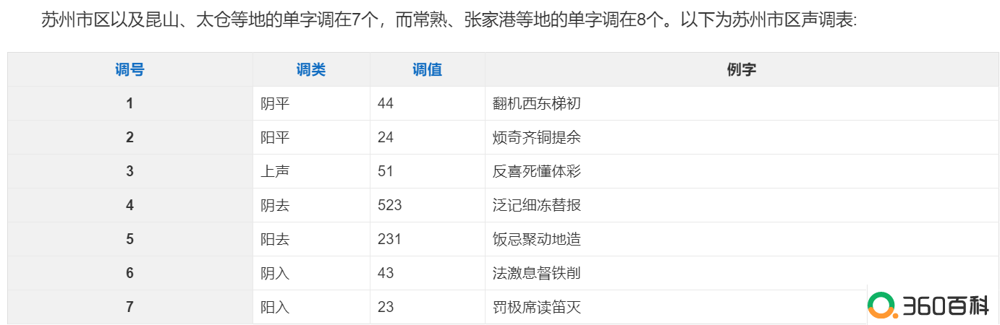 苏州市区以及昆山、太仓等地的单字调在7个，而常熟、张家港等地的单字调在8个。以下为苏州市区声调表:
调号 调类 调值 例字
1 阴平 44 翻机西东梯初
2 阳平 24 烦奇齐铜提余
3 上声 51 反喜死懂体彩
4 阴去 523 泛记细冻替报
5 阳去 231 饭忌聚动地造
6 阴入 43 法激息督铁削
7 阳入 23 罚极席读笛灭
360百科